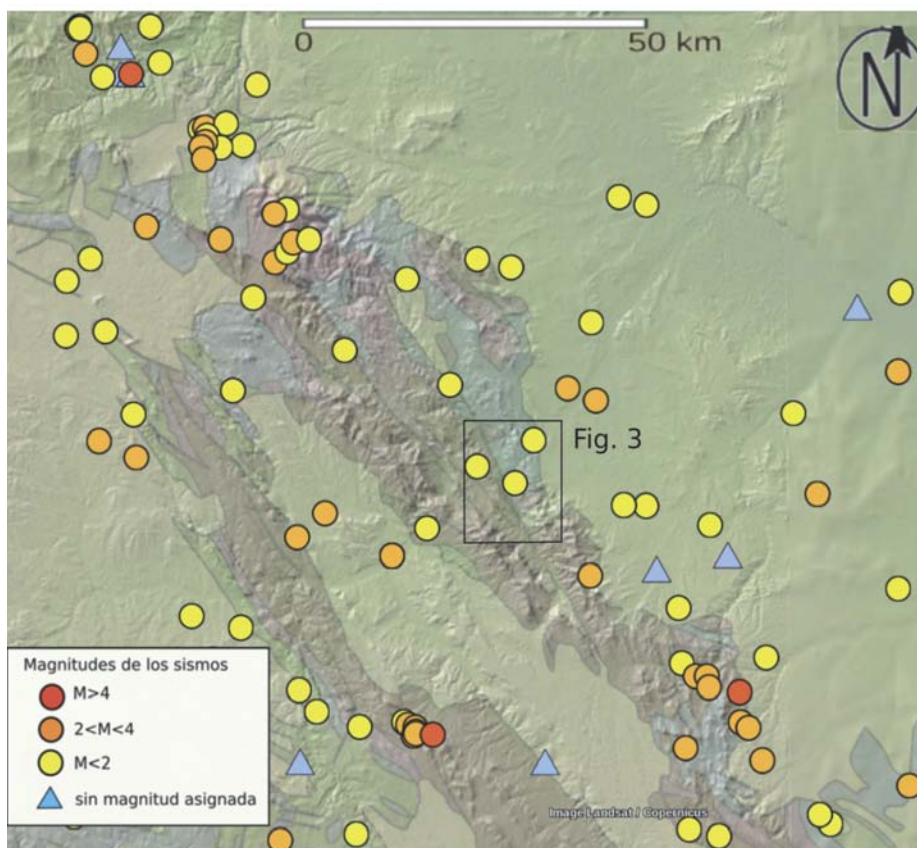 0 50 km
N
Fig. 3
Magnitudes de los sismos
M>4
2<M<4
M<2
sin magnitud asignada
Image Landsat / Copernicus